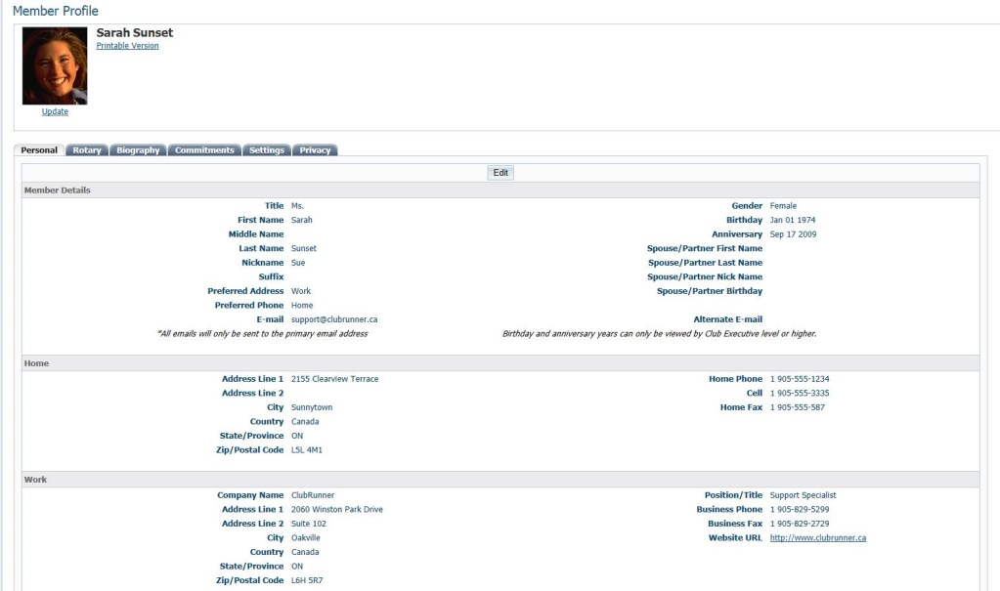 Member Profile
Sarah Sunset
Printable Version
Update
Personal Rotary Biography Commitments Settings Privacy
Edit
Member Details
Title Ms. Gender Female
First Name Sarah Birthday Jan 01 1974
Middle Name Anniversary Sep 17 2009
Last Name Sunset Spouse/Partner First Name
Nickname Sue Spouse/Partner Last Name
Suffix Spouse/Partner Nick Name
Preferred Address Work Spouse/Partner Birthday
Preferred Phone Home
E-mail support@clubrunner.ca Alternate E-mail
*All emails will only be sent to the primary email address Birthday and anniversary years can only be viewed by Club Executive level or higher.
Home
Address Line 1 2155 Clearview Terrace Home Phone 1 905-555-1234
Address Line 2 Cell 1 905-555-3335
City Sunnytown Home Fax 1 905-555-587
Country Canada
State/Province ON
Zip/Postal Code L5L 4M1
Work
Company Name ClubRunner Position/Title Support Specialist
Address Line 1 2060 Winston Park Drive Business Phone 1 905-829-5299
Address Line 2 Suite 102 Business Fax 1 905-829-2729
City Oakville Website URL http://www.clubrunner.ca
Country Canada
State/Province ON
Zip/Postal Code L6H 5R7